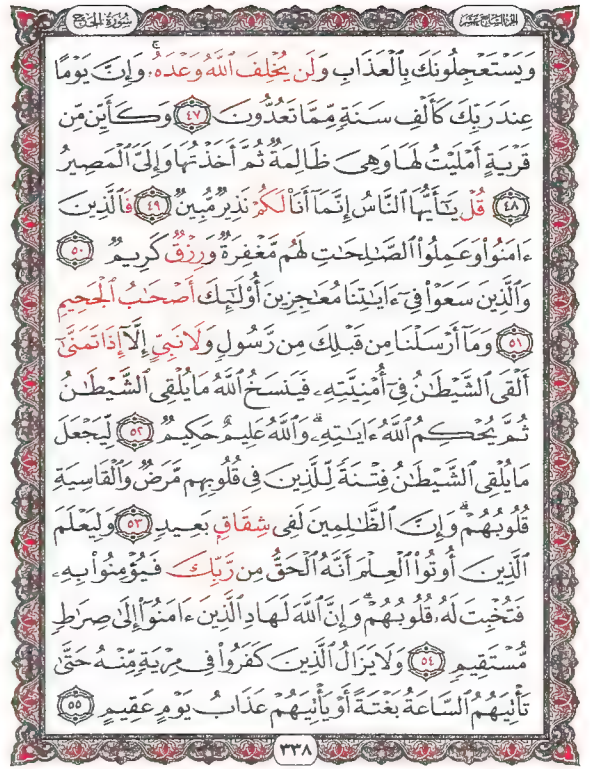 الجزء السابع عشر
سورة الحج
وَيَسْتَعْجِلُونَكَ بِٱلْعَذَابِ وَلَن يُخْلِفَ ٱللَّهُ وَعْدَهُۥۚ وَإِنَّ يَوْمًا
عِندَ رَبِّكَ كَأَلْفِ سَنَةٍ مِّمَّا تَعُدُّونَ ٤٧ وَكَأَيِّن مِّن
قَرْيَةٍ أَمْلَيْتُ لَهَا وَهِىَ ظَالِمَةٌ ثُمَّ أَخَذْتُهَا وَإِلَىَّ ٱلْمَصِيرُ
٤٨ قُلْ يَٰٓأَيُّهَا ٱلنَّاسُ إِنَّمَآ أَنَا۠ لَكُمْ نَذِيرٌ مُّبِينٌ ٤٩ فَٱلَّذِينَ
ءَامَنُوا۟ وَعَمِلُوا۟ ٱلصَّٰلِحَٰتِ لَهُم مَّغْفِرَةٌ وَرِزْقٌ كَرِيمٌ ٥٠
وَٱلَّذِينَ سَعَوْا۟ فِىٓ ءَايَٰتِنَا مُعَٰجِزِينَ أُو۟لَٰٓئِكَ أَصْحَٰبُ ٱلْجَحِيمِ
٥١ وَمَآ أَرْسَلْنَا مِن قَبْلِكَ مِن رَّسُولٍ وَلَا نَبِىٍّ إِلَّآ إِذَا تَمَنَّىٰٓ
أَلْقَى ٱلشَّيْطَٰنُ فِىٓ أُمْنِيَّتِهِۦ فَيَنسَخُ ٱللَّهُ مَا يُلْقِى ٱلشَّيْطَٰنُ
ثُمَّ يُحْكِمُ ٱللَّهُ ءَايَٰتِهِۦۗ وَٱللَّهُ عَلِيمٌ حَكِيمٌ ٥٢ لِّيَجْعَلَ
مَا يُلْقِى ٱلشَّيْطَٰنُ فِتْنَةً لِّلَّذِينَ فِى قُلُوبِهِم مَّرَضٌ وَٱلْقَاسِيَةِ
قُلُوبُهُمْۗ وَإِنَّ ٱلظَّٰلِمِينَ لَفِى شِقَاقٍۭ بَعِيدٍ ٥٣ وَلِيَعْلَمَ
ٱلَّذِينَ أُوتُوا۟ ٱلْعِلْمَ أَنَّهُ ٱلْحَقُّ مِن رَّبِّكَ فَيُؤْمِنُوا۟ بِهِۦ
فَتُخْبِتَ لَهُۥ قُلُوبُهُمْۗ وَإِنَّ ٱللَّهَ لَهَادِ ٱلَّذِينَ ءَامَنُوٓا۟ إِلَىٰ صِرَٰطٍ
مُّسْتَقِيمٍ ٥٤ وَلَا يَزَالُ ٱلَّذِينَ كَفَرُوا۟ فِى مِرْيَةٍ مِّنْهُ حَتَّىٰ
تَأْتِيَهُمُ ٱلسَّاعَةُ بَغْتَةً أَوْ يَأْتِيَهُمْ عَذَابُ يَوْمٍ عَقِيمٍ ٥٥
٣٣٨